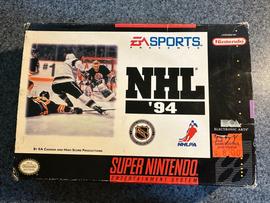 EA SPORTS
PRESENTS
Nintendo
NHL
'94
NHLPA
ELECTRONIC ARTS
BY EA CANADA AND HIGH SCORE PRODUCTIONS
SUPER NINTENDO
ENTERTAINMENT SYSTEM